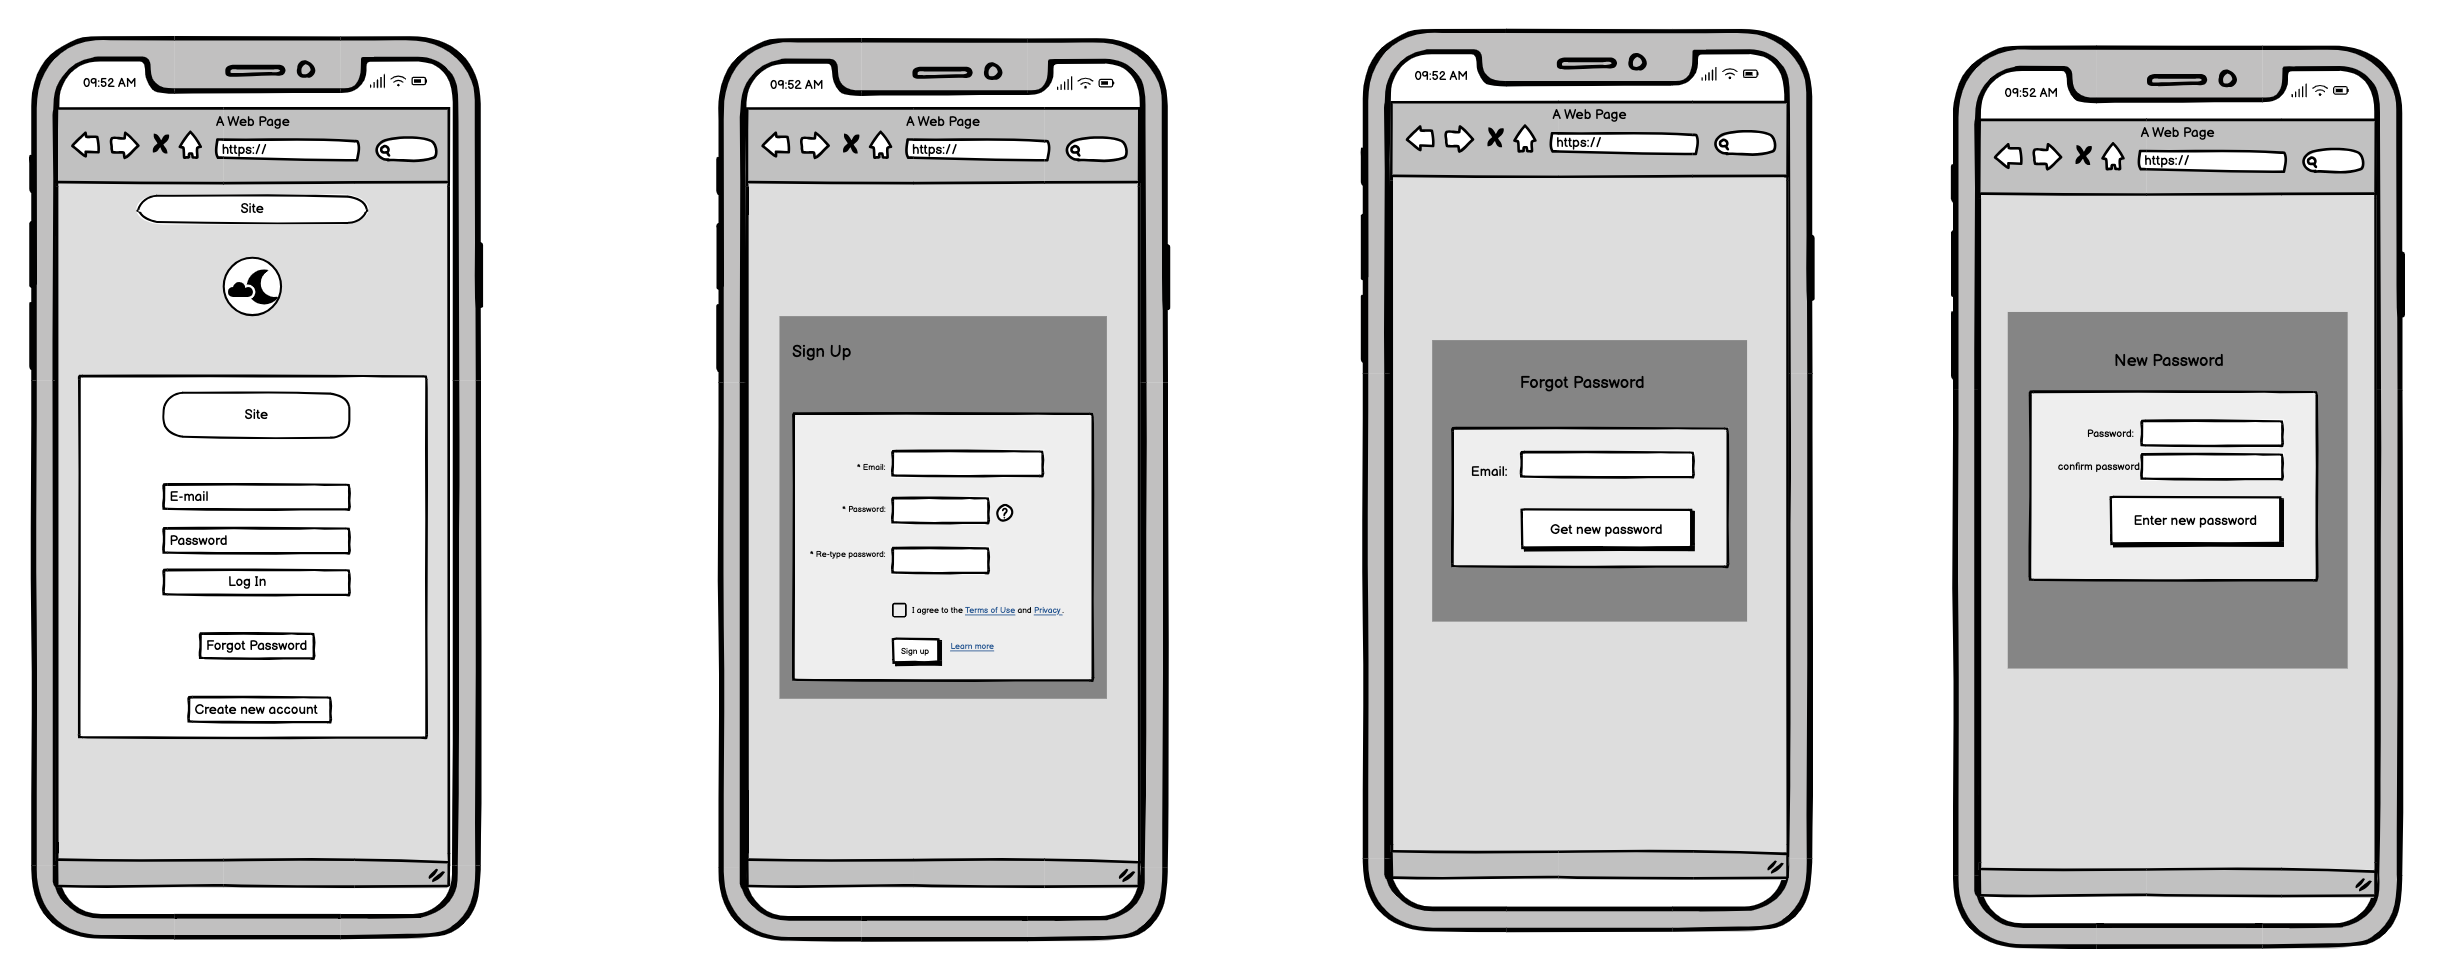 09:52 AM
A Web Page
https://
Site
Site
E-mail
Password
Log In
Forgot Password
Create new account
09:52 AM
A Web Page
https://
Sign Up
* Email:
* Password:
?
* Re-type password:
I agree to the Terms of Use and Privacy.
Sign up Learn more
09:52 AM
A Web Page
https://
Forgot Password
Email:
Get new password
09:52 AM
A Web Page
https://
New Password
Password:
confirm password
Enter new password